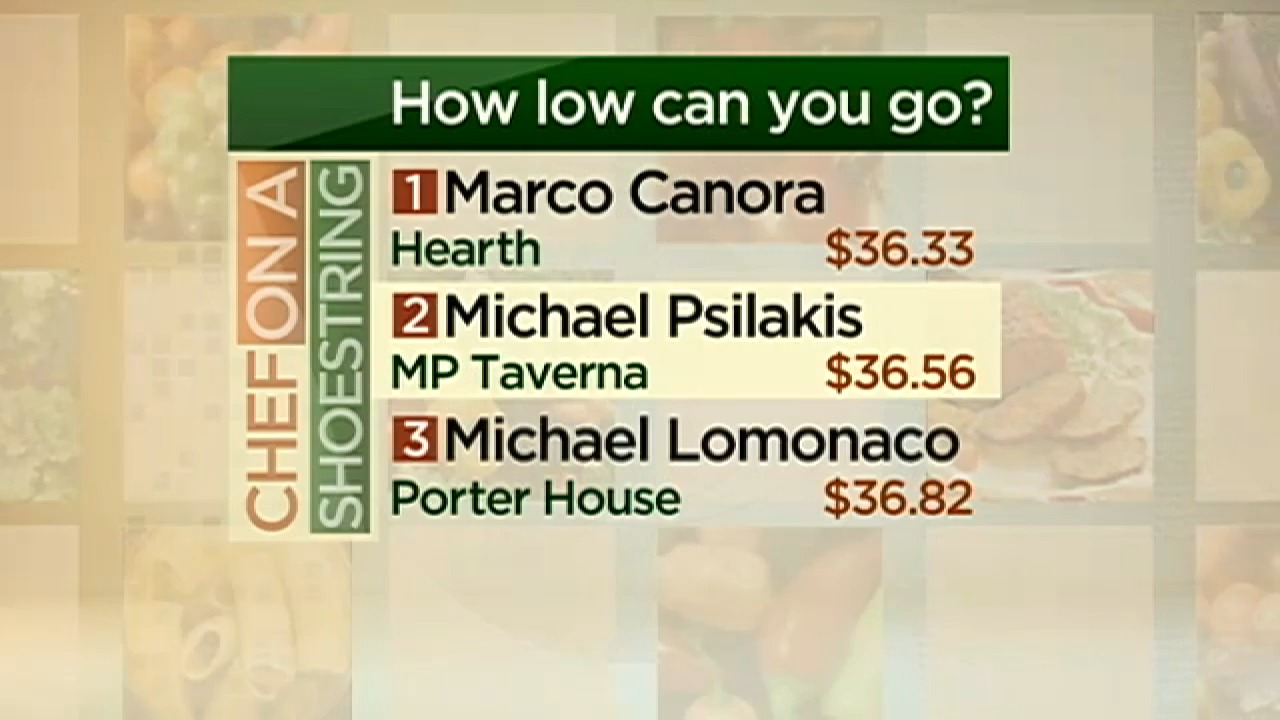 How low can you go?
CHEF ON A
SHOESTRING
1 Marco Canora
Hearth $36.33
2 Michael Psilakis
MP Taverna $36.56
3 Michael Lomonaco
Porter House $36.82